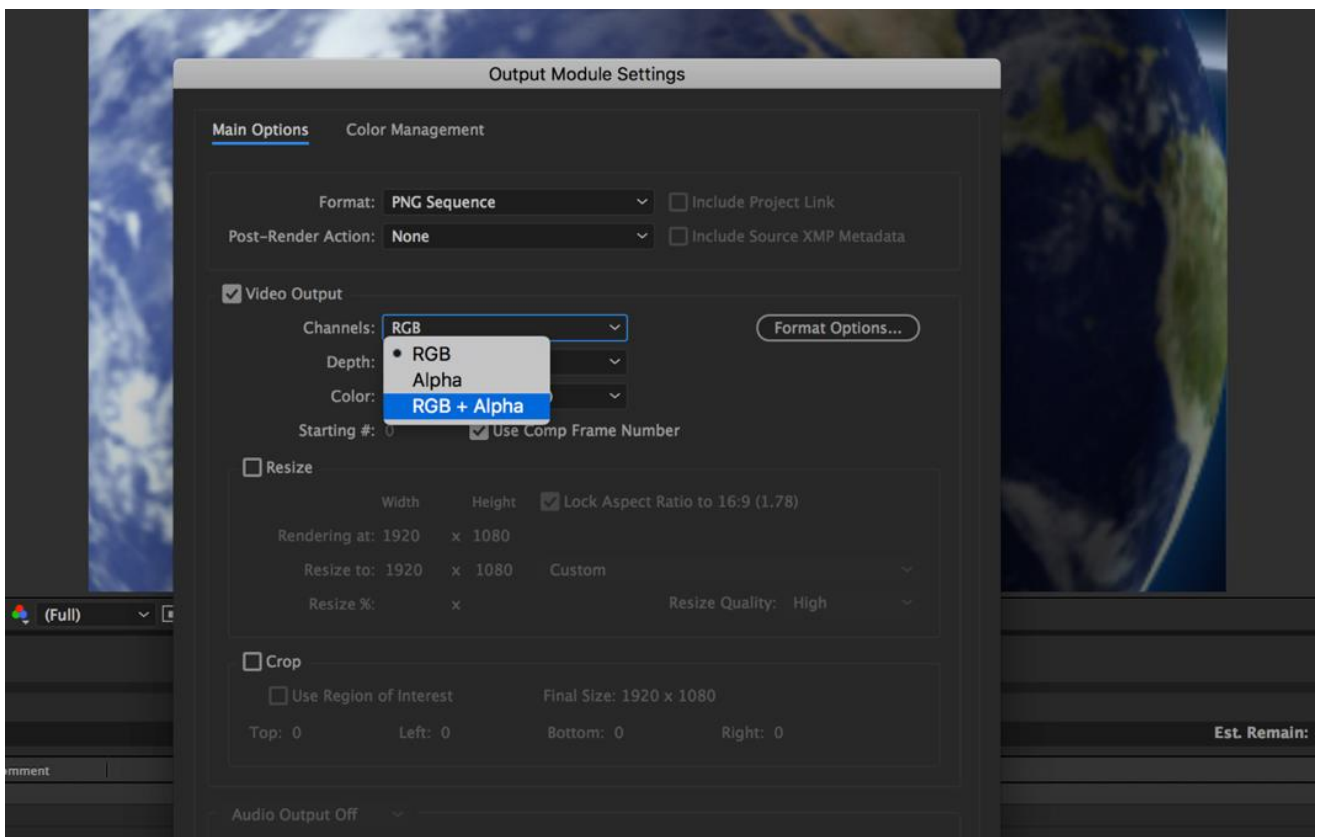 Output Module Settings
Main Options Color Management
Format: PNG Sequence Include Project Link
Post-Render Action: None Include Source XMP Metadata
Video Output
Channels: RGB Format Options...
RGB
Depth:
Alpha
Color:
RGB + Alpha
Starting #: 0 Use Comp Frame Number
Resize
Width Height Lock Aspect Ratio to 16:9 (1.78)
Rendering at: 1920 x 1080
Resize to: 1920 x 1080 Custom
Resize %: x Resize Quality: High
(Full)
Crop
Use Region of Interest Final Size: 1920 x 1080
Top: 0 Left: 0 Bottom: 0 Right: 0
Est. Remain:
omment
Audio Output Off